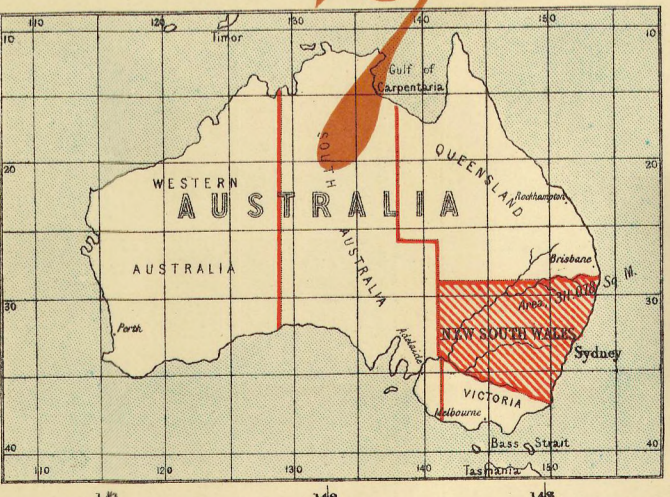 110 120 130 140 150
10 10
Timor
Gulf of
Carpentaria
20 20
SOUTH
QUEENSLAND
WESTERN
Rockhampton
AUSTRALIA
AUSTRALIA
AUSTRALIA
Brisbane
Area 311.078 Sq. M.
30 30
Perth
Adelaide
NEW SOUTH WALES
Sydney
VICTORIA
Melbourne
Bass Strait
40 40
Tasmania
110 120 130 140 150